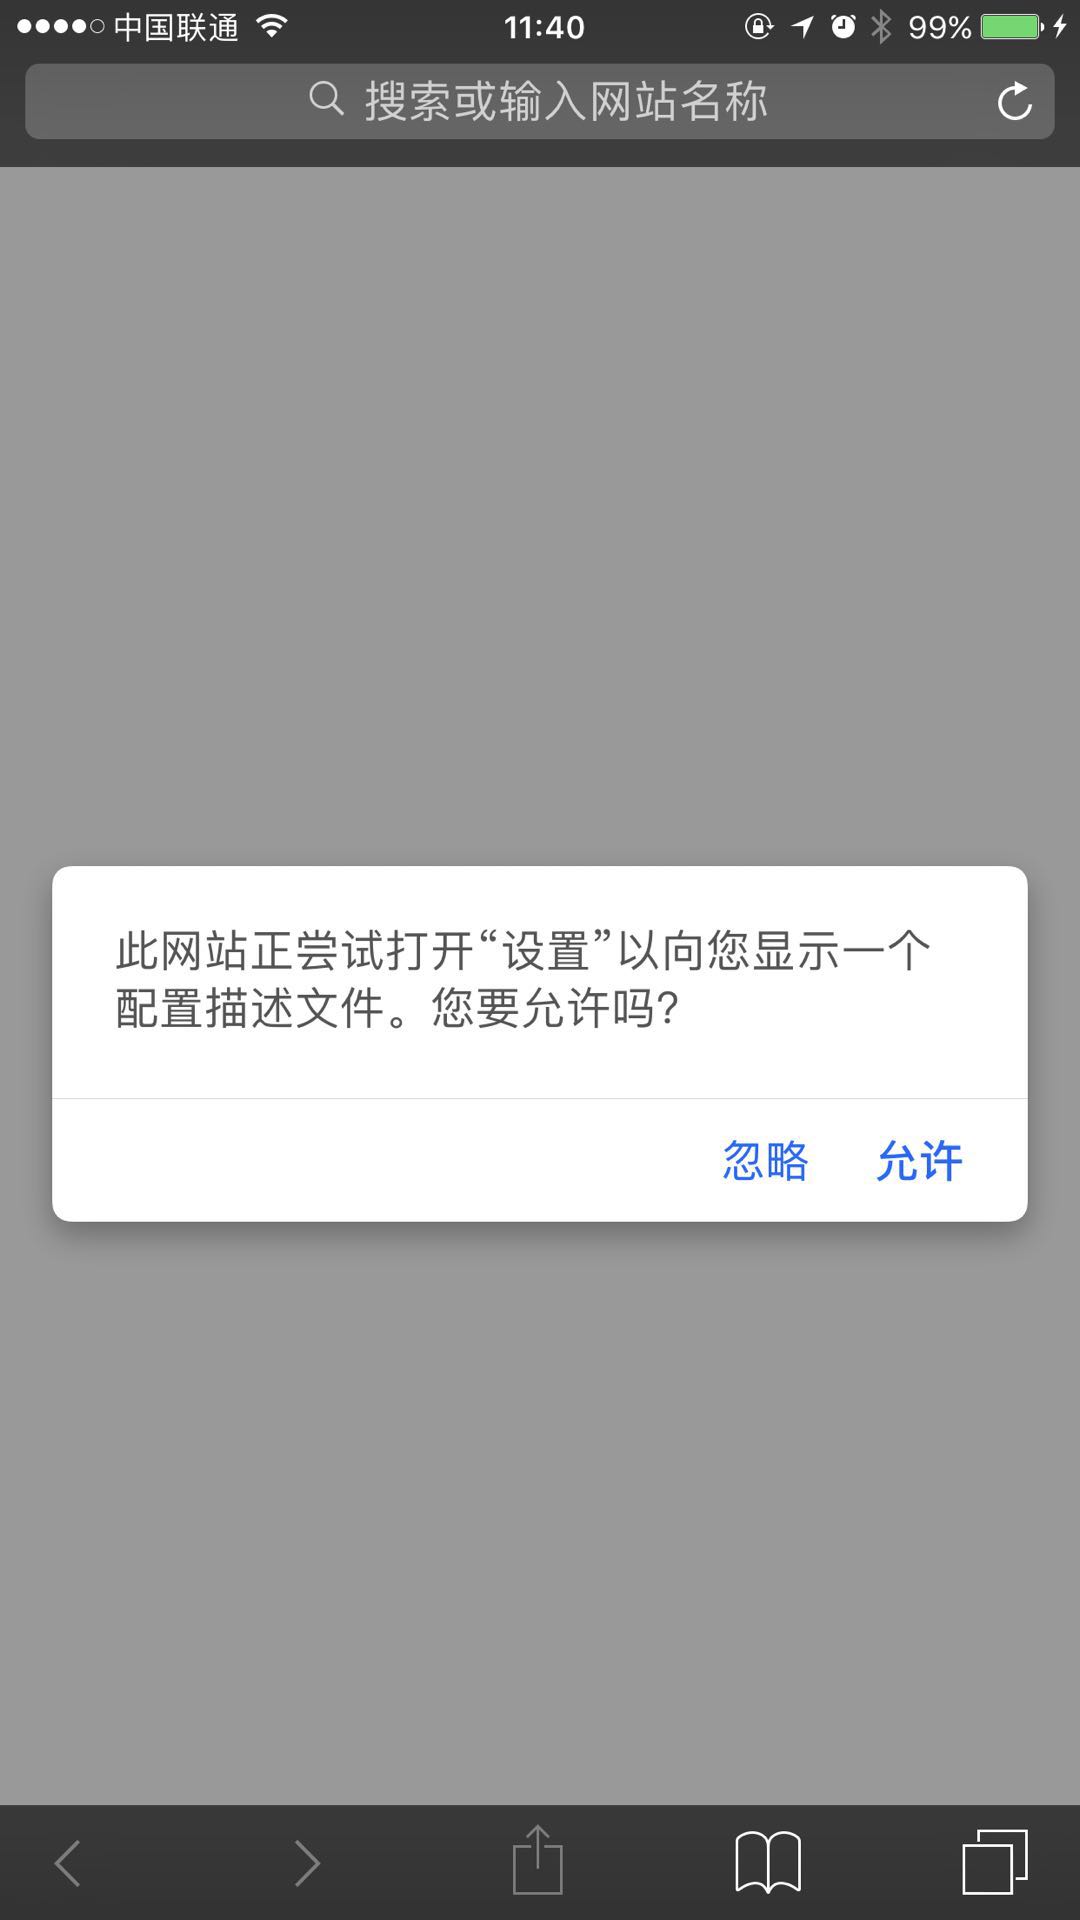 中国联通
11:40
99%
搜索或输入网站名称
此网站正尝试打开“设置”以向您显示一个
配置描述文件。您要允许吗?
忽略
允许